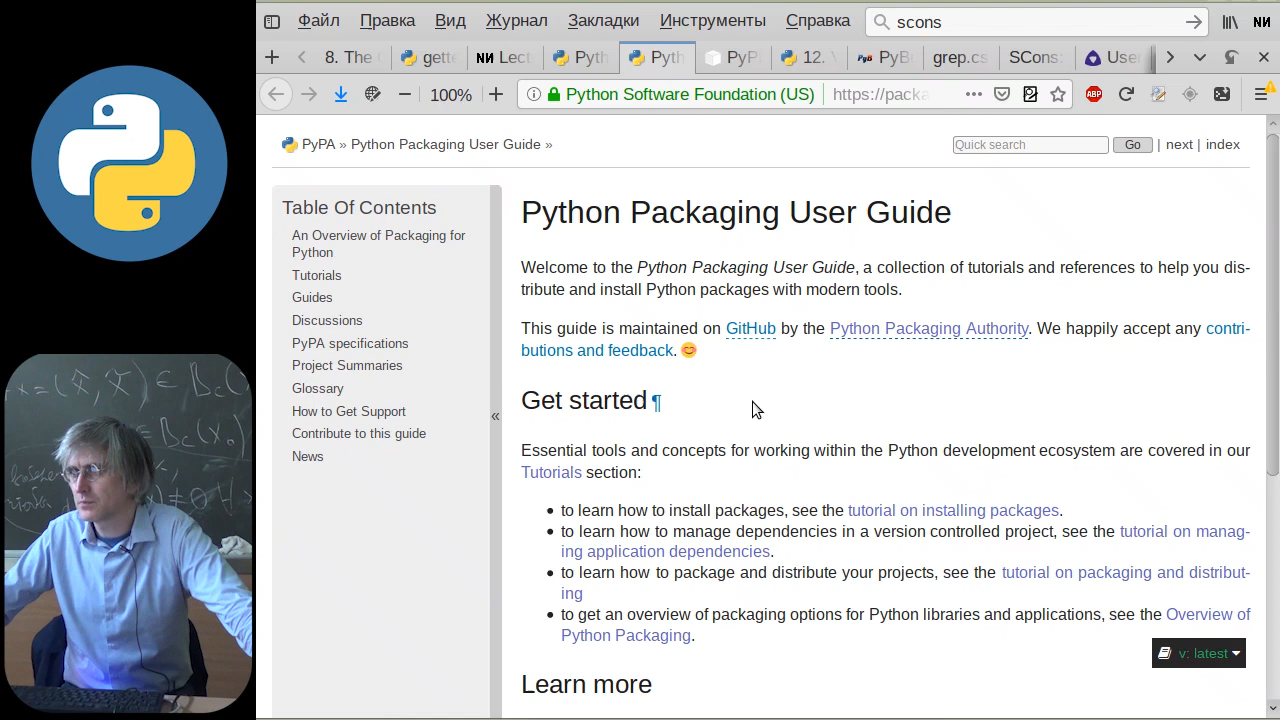 Файл Правка Вид Журнал Закладки Инструменты Справка scons
8. The gett Lect Pyth Pyth PyP 12. PyB grep.cs SCons: User
100% Python Software Foundation (US) https://packa ABP
PyPA » Python Packaging User Guide » Quick search Go | next | index
Table Of Contents
An Overview of Packaging for
Python
Tutorials
Guides
Discussions
PyPA specifications
Project Summaries
Glossary
How to Get Support
Contribute to this guide
News
«
Python Packaging User Guide
Welcome to the Python Packaging User Guide, a collection of tutorials and references to help you dis-
tribute and install Python packages with modern tools.
This guide is maintained on GitHub by the Python Packaging Authority. We happily accept any contri-
butions and feedback. 😊
Get started ¶
Essential tools and concepts for working within the Python development ecosystem are covered in our
Tutorials section:
• to learn how to install packages, see the tutorial on installing packages.
• to learn how to manage dependencies in a version controlled project, see the tutorial on manag-
ing application dependencies.
• to learn how to package and distribute your projects, see the tutorial on packaging and distribut-
ing
• to get an overview of packaging options for Python libraries and applications, see the Overview of
Python Packaging.
v: latest
Learn more